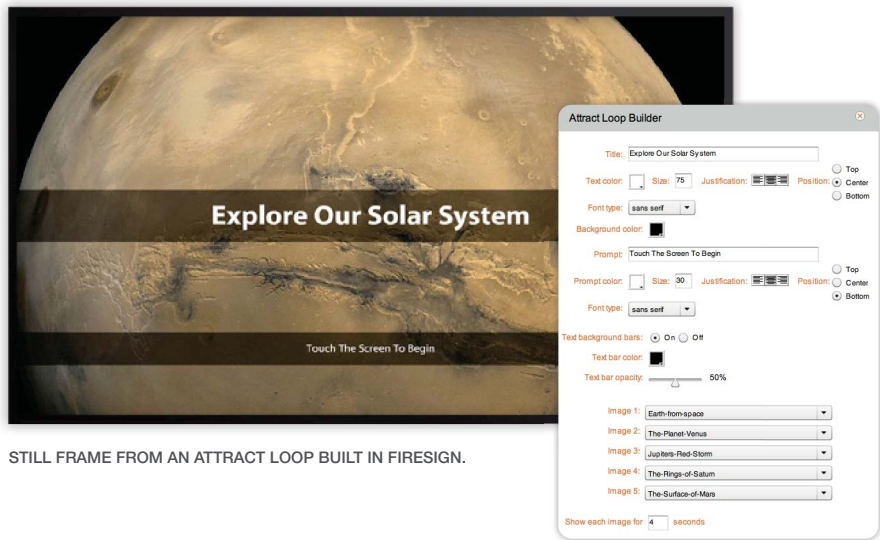 Explore Our Solar System
Touch The Screen To Begin
STILL FRAME FROM AN ATTRACT LOOP BUILT IN FIRESIGN.
Attract Loop Builder
Title: Explore Our Solar System
Text color: Size: 75 Justification: Position: Top Center Bottom
Font type: sans serif
Background color:
Prompt: Touch The Screen To Begin
Prompt color: Size: 30 Justification: Position: Top Center Bottom
Font type: sans serif
Text background bars: On Off
Text bar color:
Text bar opacity: 50%
Image 1: Earth-from-space
Image 2: The-Planet-Venus
Image 3: Jupiters-Red-Storm
Image 4: The-Rings-of-Saturn
Image 5: The-Surface-of-Mars
Show each image for 4 seconds